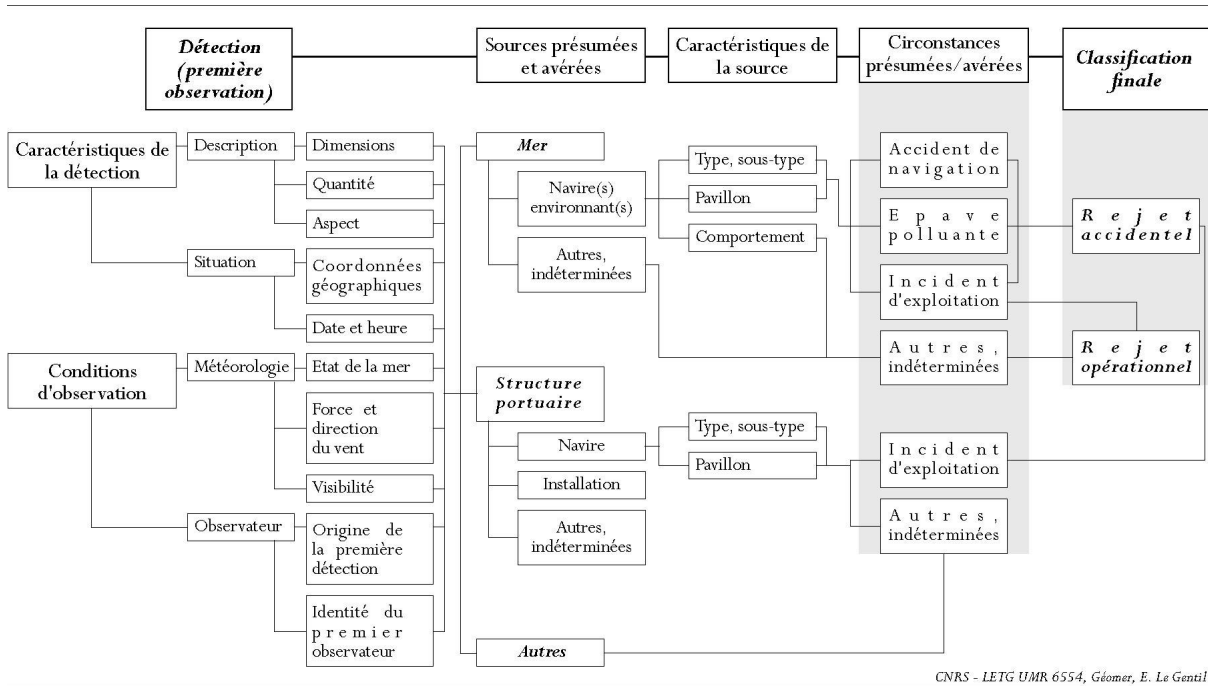 Détection
(première
observation)
Sources présumées
et avérées
Caractéristiques de
la source
Circonstances
présumées/avérées
Classification
finale
Caractéristiques de
la détection
Description
Dimensions
Quantité
Aspect
Situation
Coordonnées
géographiques
Date et heure
Conditions
d'observation
Météorologie
Etat de la mer
Force et
direction
du vent
Visibilité
Observateur
Origine de
la première
détection
Identité du
premier
observateur
Mer
Navire(s)
environnant(s)
Autres,
indéterminées
Structure
portuaire
Navire
Installation
Autres,
indéterminées
Autres
Type, sous-type
Pavillon
Comportement
Type, sous-type
Pavillon
Accident de
navigation
Epave
polluante
Incident
d'exploitation
Autres,
indéterminées
Incident
d'exploitation
Autres,
indéterminées
Rejet
accidentel
Rejet
opérationnel
CNRS - LETG UMR 6554, Géomer, E. Le Gentil